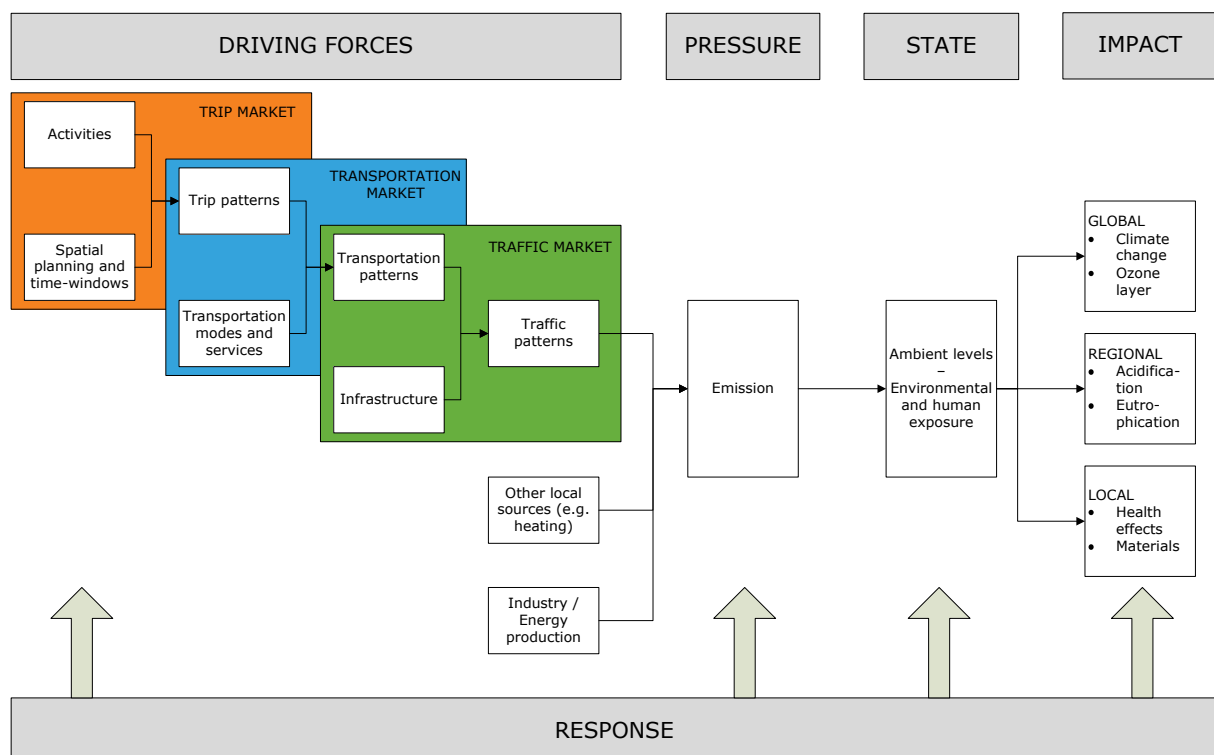 DRIVING FORCES
PRESSURE
STATE
IMPACT
TRIP MARKET
Activities
Spatial
planning and
time-windows
TRANSPORTATION
MARKET
Trip patterns
Transportation
modes and
services
TRAFFIC MARKET
Transportation
patterns
Infrastructure
Traffic
patterns
Other local
sources (e.g.
heating)
Industry /
Energy
production
Emission
Ambient levels
–
Environmental
and human
exposure
GLOBAL
• Climate
change
• Ozone
layer
REGIONAL
• Acidifica-
tion
• Eutro-
phication
LOCAL
• Health
effects
• Materials
RESPONSE